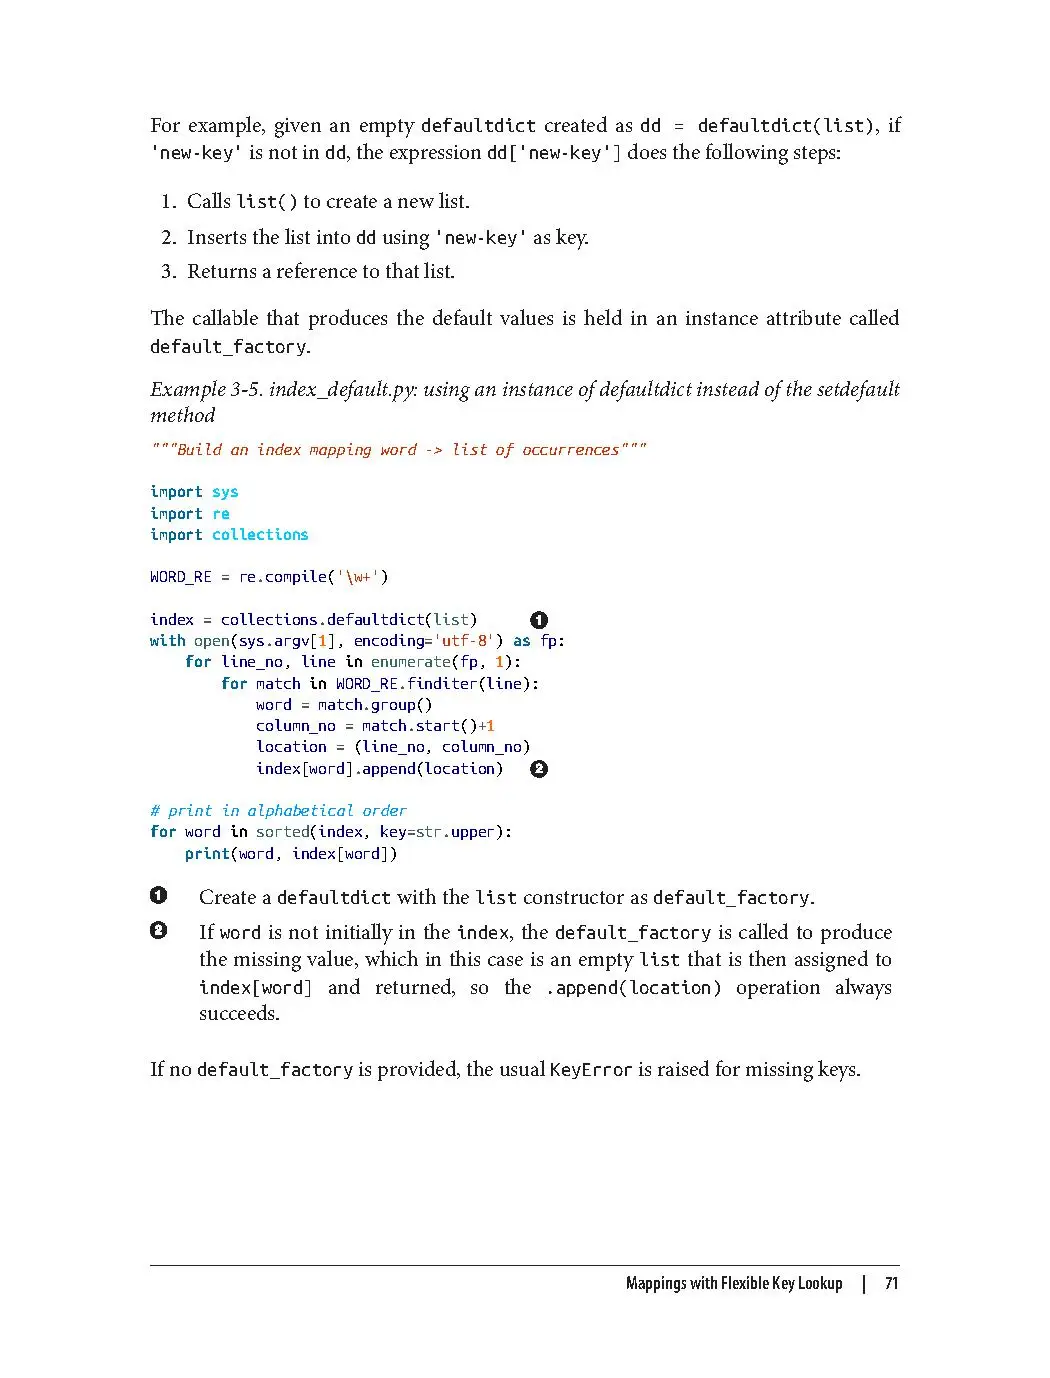 For example, given an empty defaultdict created as dd = defaultdict(list), if
'new-key' is not in dd, the expression dd['new-key'] does the following steps:
1. Calls list() to create a new list.
2. Inserts the list into dd using 'new-key' as key.
3. Returns a reference to that list.
The callable that produces the default values is held in an instance attribute called
default_factory.
Example 3-5. index_default.py: using an instance of defaultdict instead of the setdefault
method
"""Build an index mapping word -> list of occurrences"""
import sys
import re
import collections
WORD_RE = re.compile('\w+')
index = collections.defaultdict(list) ❶
with open(sys.argv[1], encoding='utf-8') as fp:
    for line_no, line in enumerate(fp, 1):
        for match in WORD_RE.finditer(line):
            word = match.group()
            column_no = match.start()+1
            location = (line_no, column_no)
            index[word].append(location) ❷
# print in alphabetical order
for word in sorted(index, key=str.upper):
    print(word, index[word])
❶ Create a defaultdict with the list constructor as default_factory.
❷ If word is not initially in the index, the default_factory is called to produce
the missing value, which in this case is an empty list that is then assigned to
index[word] and returned, so the .append(location) operation always
succeeds.
If no default_factory is provided, the usual KeyError is raised for missing keys.
Mappings with Flexible Key Lookup | 71